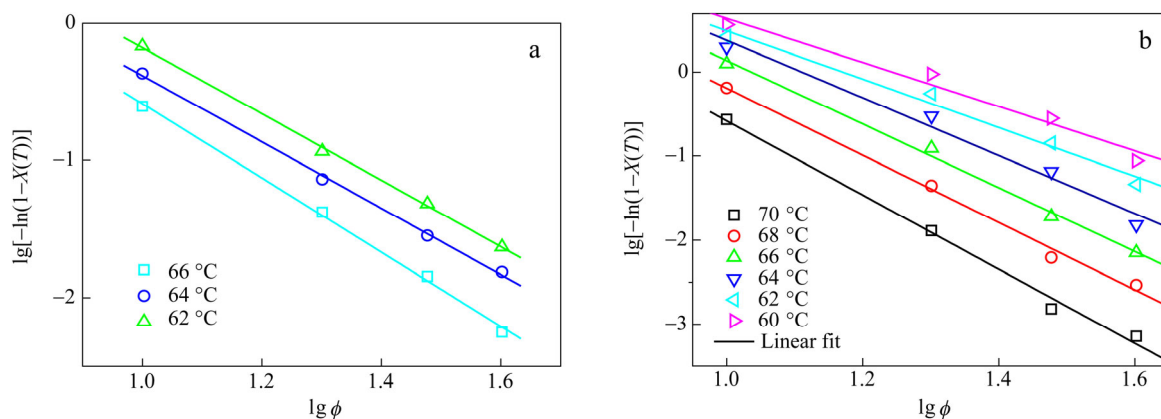 a
0
−1
−2
lg[−ln(1−X(T))]
66 °C
64 °C
62 °C
1.0
1.2
1.4
1.6
lg ϕ
b
0
−1
−2
−3
lg[−ln(1−X(T))]
70 °C
68 °C
66 °C
64 °C
62 °C
60 °C
Linear fit
1.0
1.2
1.4
1.6
lg ϕ